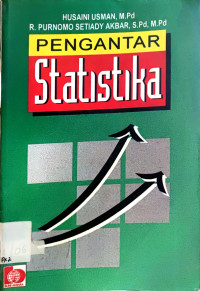 HUSAINI USMAN, M.Pd
R. PURNOMO SETIADY AKBAR, S.Pd, M.Pd
PENGANTAR
Statistika